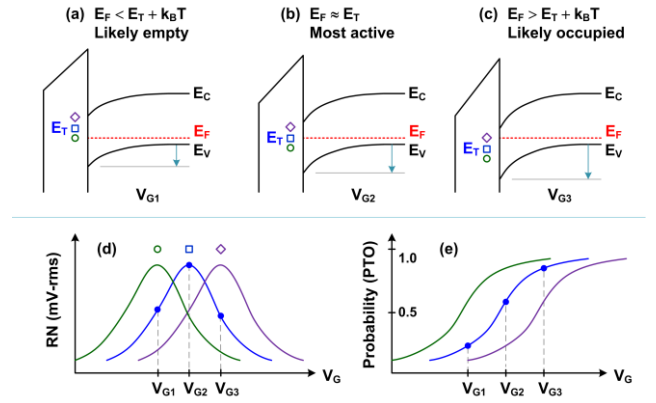 (a) E_F < E_T + k_BT
Likely empty
(b) E_F ≈ E_T
Most active
(c) E_F > E_T + k_BT
Likely occupied
E_C
E_T
E_F
E_V
V_G1
E_C
E_T
E_F
E_V
V_G2
E_C
E_T
E_F
E_V
V_G3
(d)
RN (mV-rms)
V_G1 V_G2 V_G3 V_G
(e)
Probability (PTO)
1.0
0.5
V_G1 V_G2 V_G3 V_G